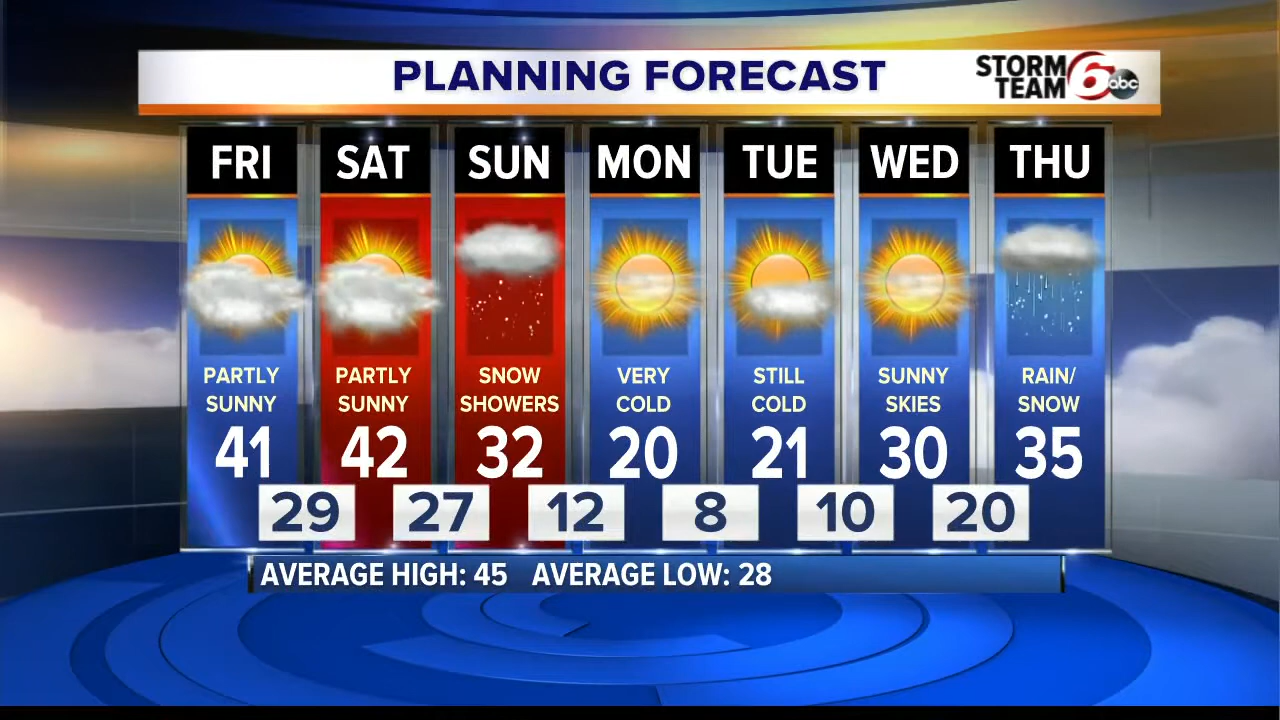 PLANNING FORECAST
STORM
TEAM 6 abc
FRI SAT SUN MON TUE WED THU
PARTLY SUNNY
PARTLY SUNNY
SNOW SHOWERS
VERY COLD
STILL COLD
SUNNY SKIES
RAIN/ SNOW
41 42 32 20 21 30 35
29 27 12 8 10 20
AVERAGE HIGH: 45 AVERAGE LOW: 28